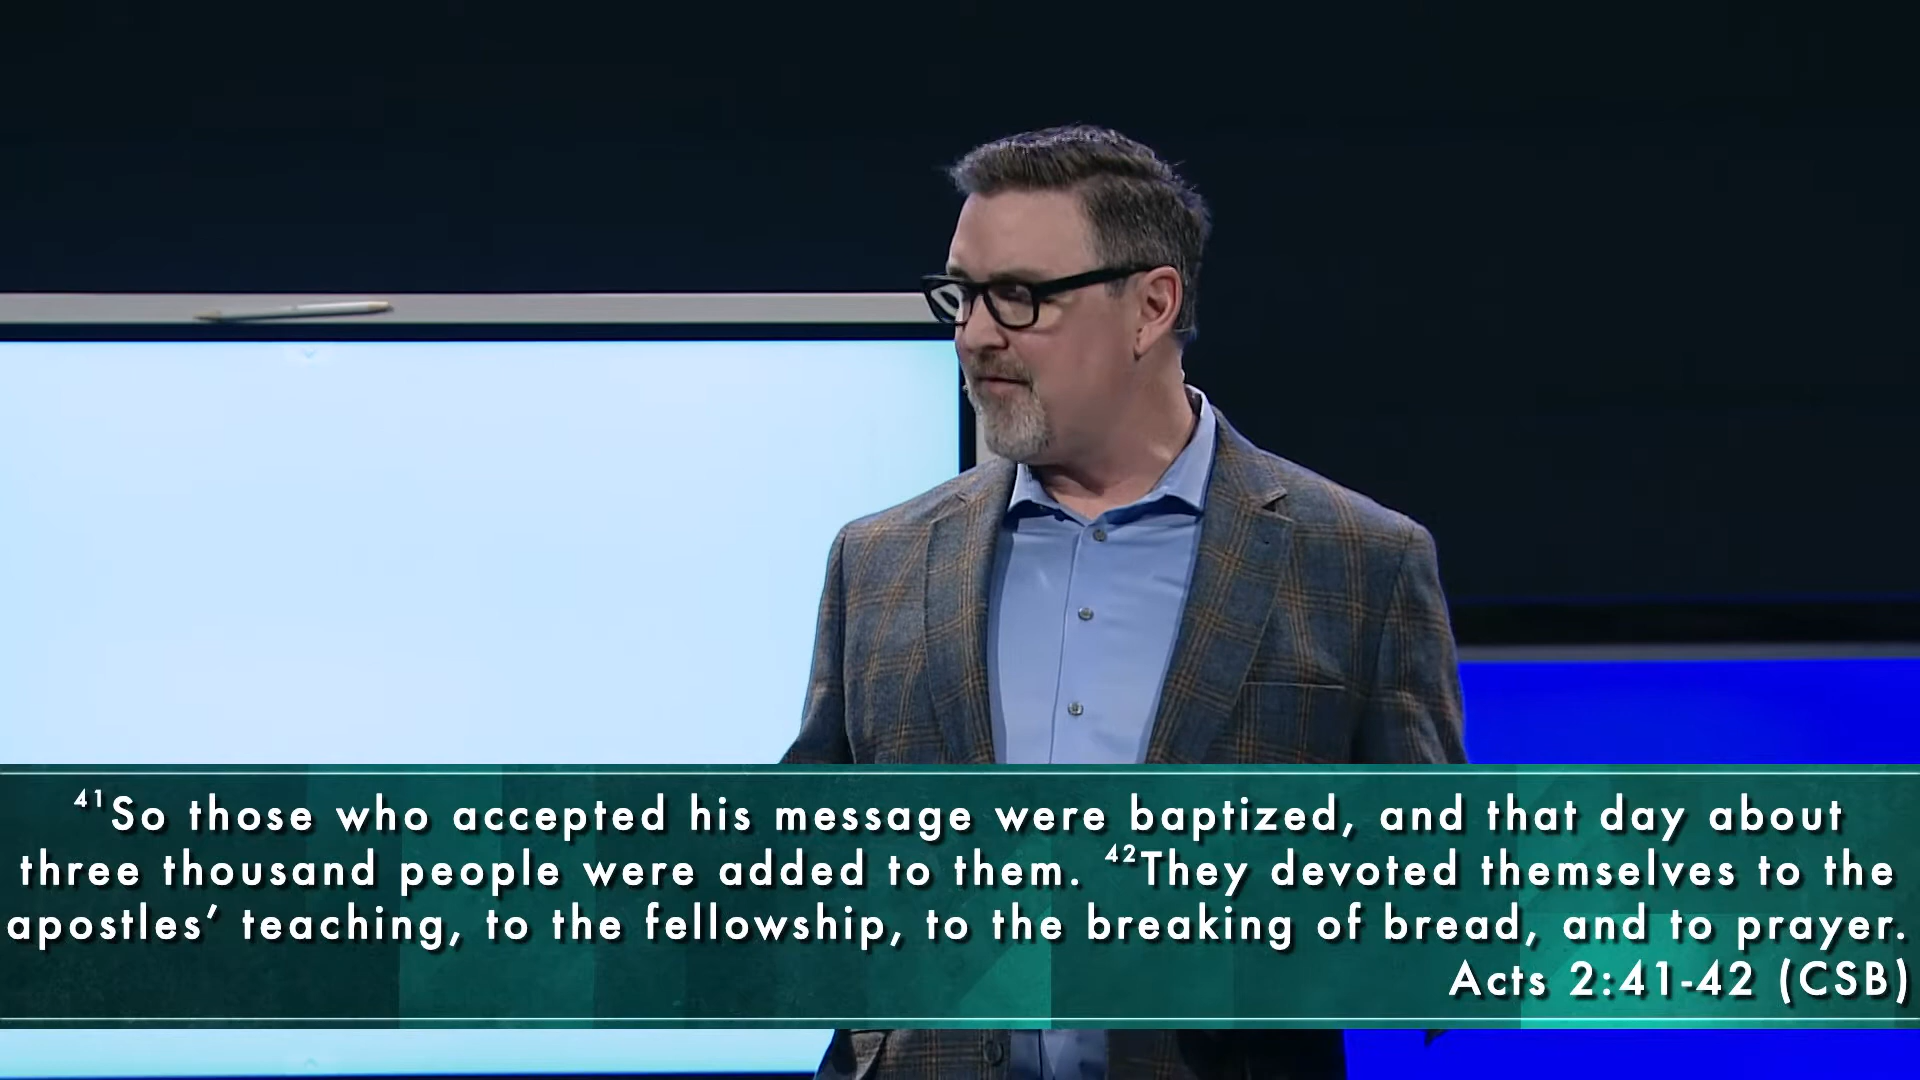 ⁴¹So those who accepted his message were baptized, and that day about
three thousand people were added to them. ⁴²They devoted themselves to the
apostles’ teaching, to the fellowship, to the breaking of bread, and to prayer.
Acts 2:41-42 (CSB)